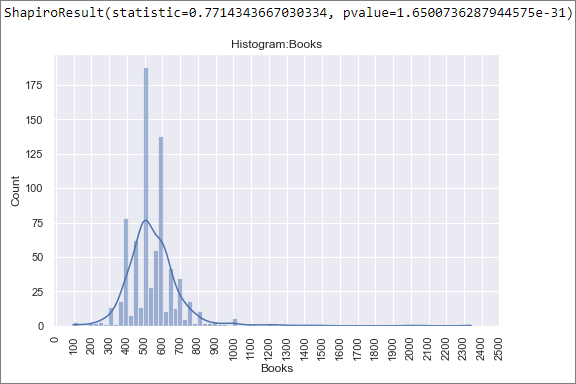 ShapiroResult(statistic=0.7714343667030334, pvalue=1.6500736287944575e-31)
Histogram:Books
175
150
125
100
75
50
25
0
Count
0 100 200 300 400 500 600 700 800 900 1000 1100 1200 1300 1400 1500 1600 1700 1800 1900 2000 2100 2200 2300 2400 2500
Books